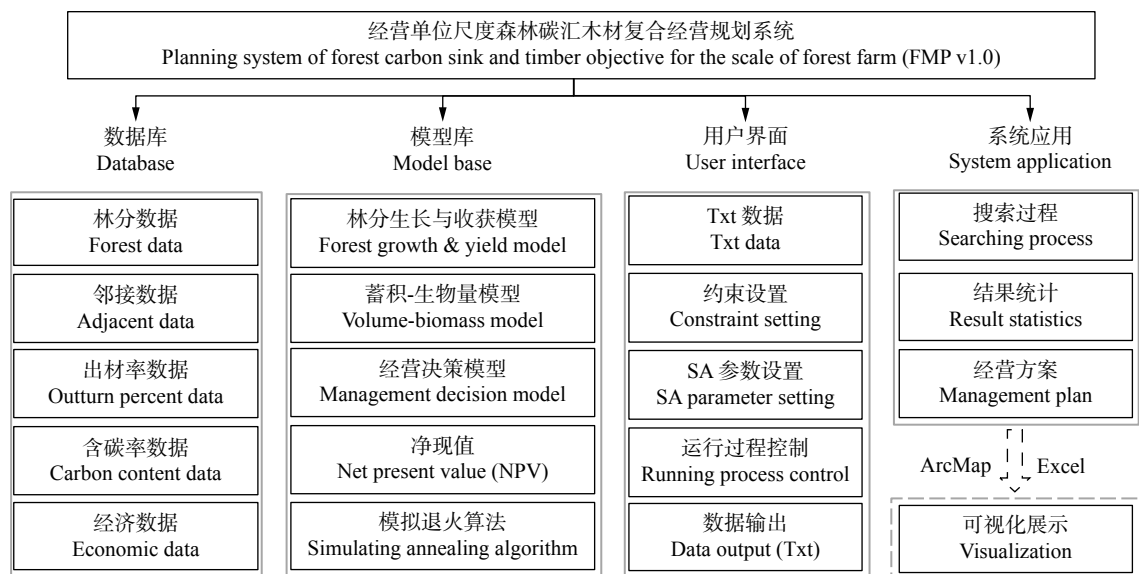 经营单位尺度森林碳汇木材复合经营规划系统
Planning system of forest carbon sink and timber objective for the scale of forest farm (FMP v1.0)
数据库
Database
林分数据
Forest data
邻接数据
Adjacent data
出材率数据
Outturn percent data
含碳率数据
Carbon content data
经济数据
Economic data
模型库
Model base
林分生长与收获模型
Forest growth & yield model
蓄积-生物量模型
Volume-biomass model
经营决策模型
Management decision model
净现值
Net present value (NPV)
模拟退火算法
Simulating annealing algorithm
用户界面
User interface
Txt 数据
Txt data
约束设置
Constraint setting
SA 参数设置
SA parameter setting
运行过程控制
Running process control
数据输出
Data output (Txt)
系统应用
System application
搜索过程
Searching process
结果统计
Result statistics
经营方案
Management plan
ArcMap
Excel
可视化展示
Visualization